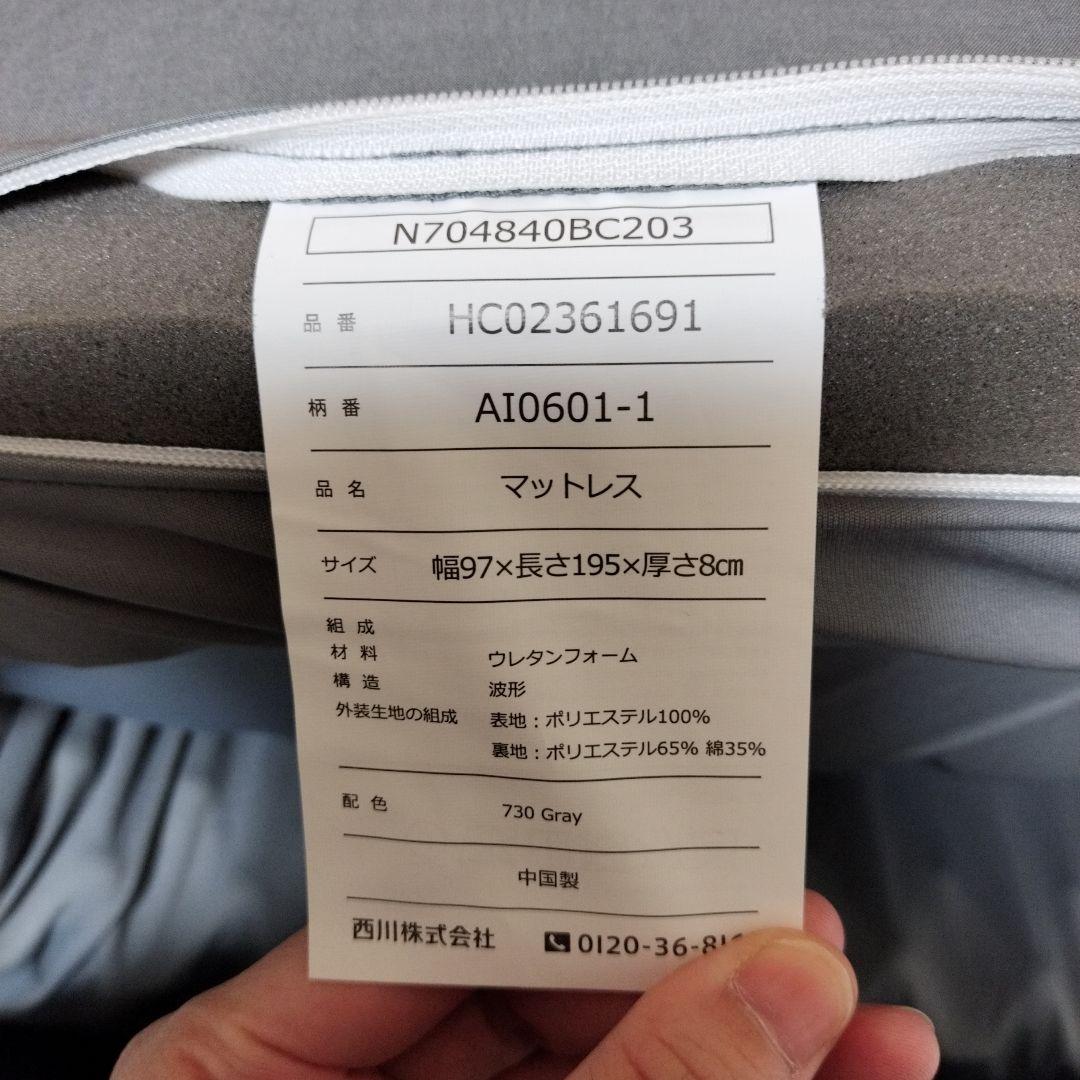 N704840BC203
品番 HC02361691
柄番 AI0601-1
品名 マットレス
サイズ 幅97×長さ195×厚さ8㎝
組成
材料 ウレタンフォーム
構造 波形
外装生地の組成 表地：ポリエステル100%
裏地：ポリエステル65% 綿35%
配色 730 Gray
中国製
西川株式会社 0120-36-81